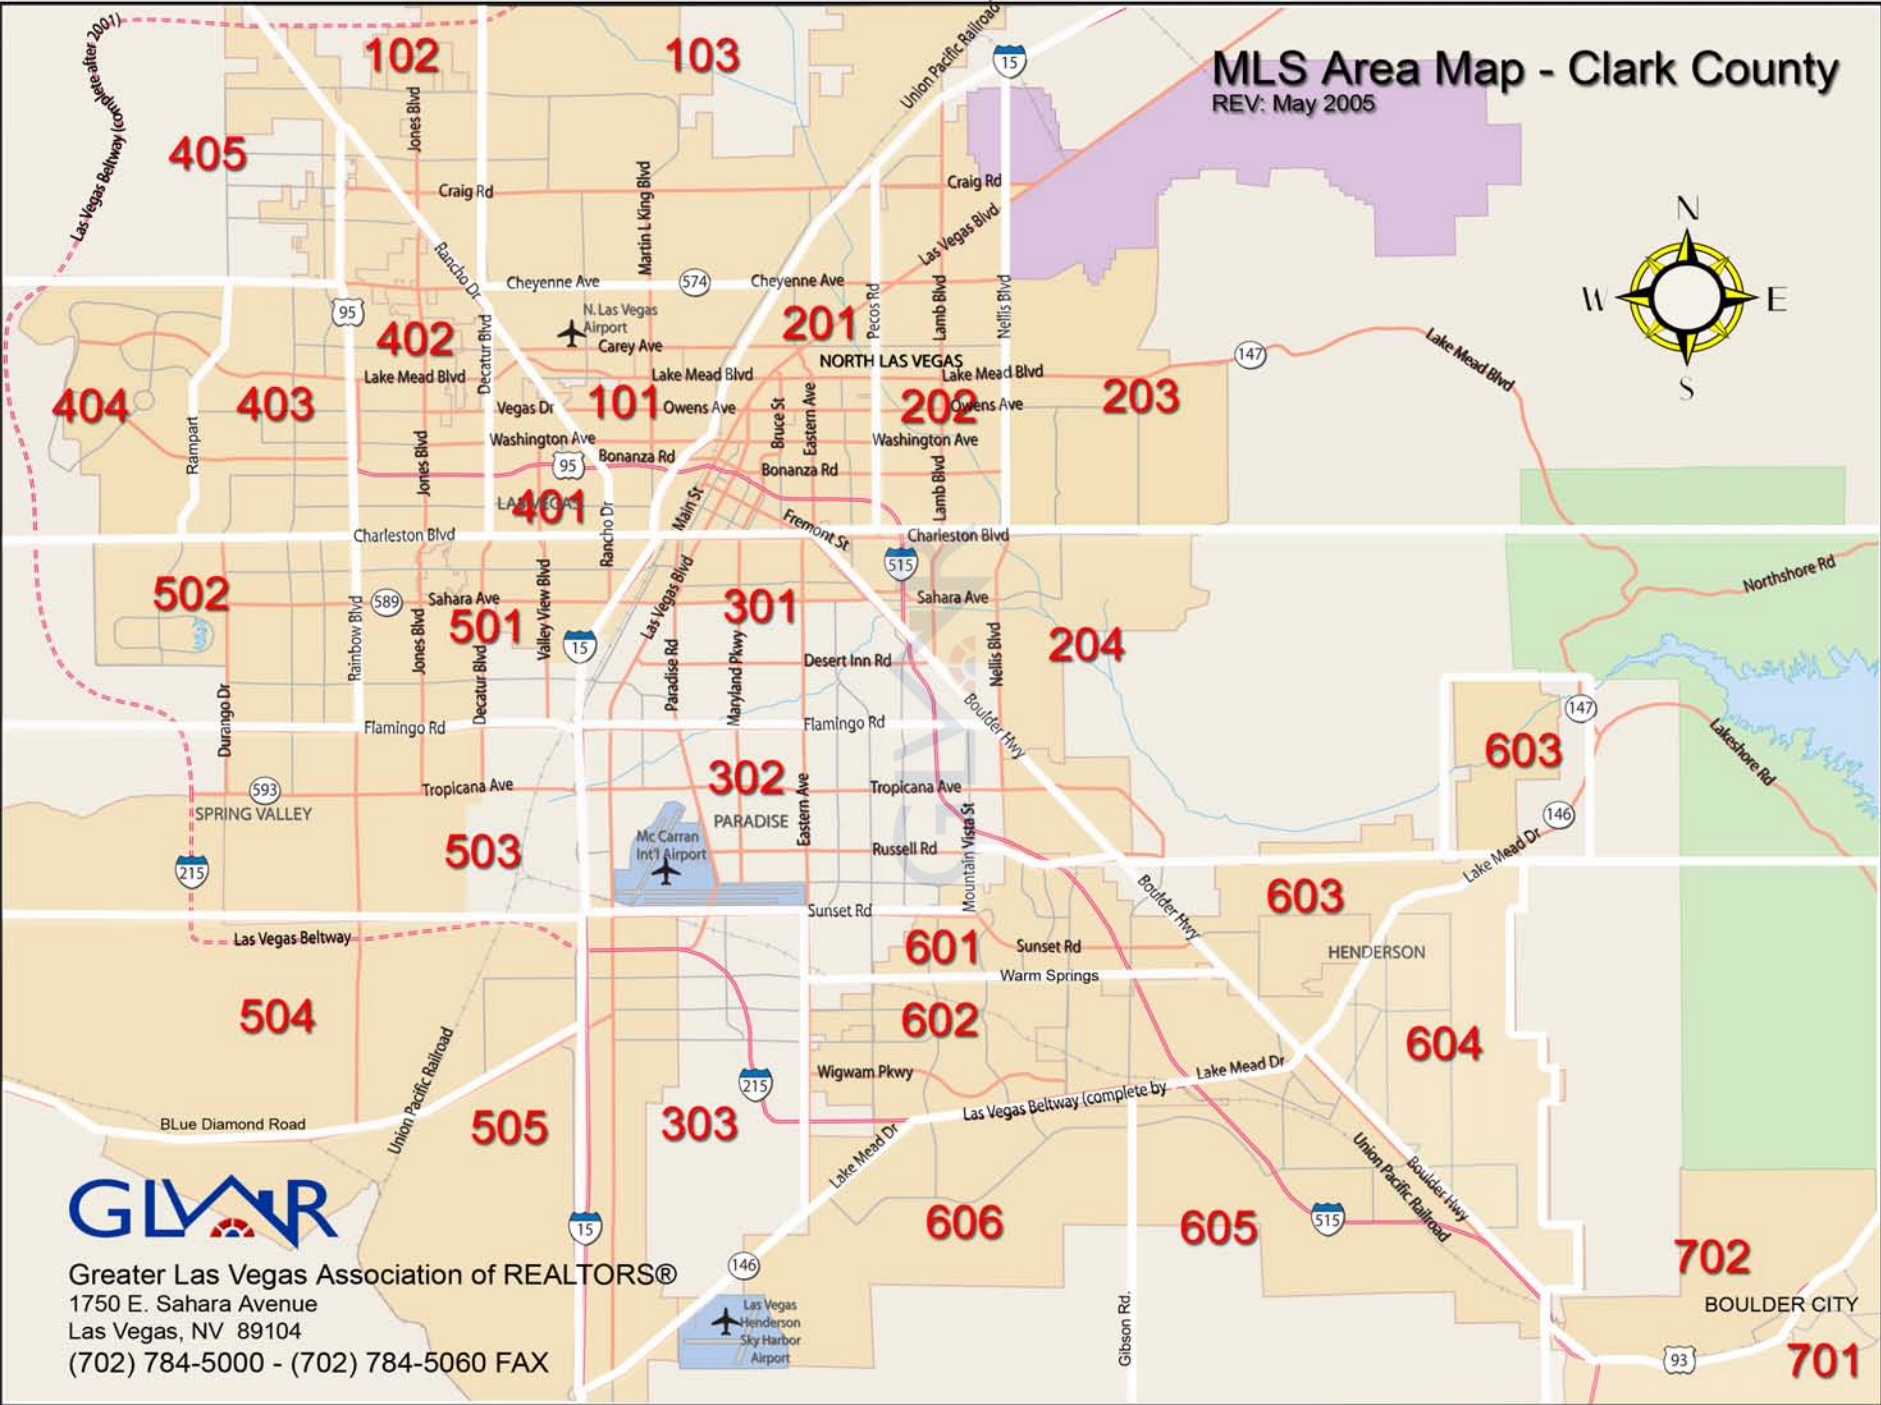 MLS Area Map - Clark County
REV: May 2005
Las Vegas Beltway (complete after 2001)
102
103
Union Pacific Railroad
15
405
Jones Blvd
Craig Rd
Martin L King Blvd
Craig Rd
Las Vegas Blvd
N
W
E
S
Rancho Dr
Cheyenne Ave
574
Cheyenne Ave
95
N.Las Vegas
Airport
Carey Ave
201
Pecos Rd
Lamb Blvd
Nellis Blvd
402
Decatur Blvd
NORTH LAS VEGAS
147
Lake Mead Blvd
Lake Mead Blvd
Lake Mead Blvd
Lake Mead Blvd
404
403
Vegas Dr
101
Owens Ave
Bruce St
Eastern Ave
202
Owens Ave
203
Rampart
Jones Blvd
Washington Ave
95
Bonanza Rd
Washington Ave
Bonanza Rd
Lamb Blvd
LAS VEGAS
401
Rancho Dr
Main St
Fremont St
Charleston Blvd
Charleston Blvd
515
502
Rainbow Blvd
589
Sahara Ave
Jones Blvd
501
Decatur Blvd
Valley View Blvd
15
Las Vegas Blvd
301
Sahara Ave
Northshore Rd
Paradise Rd
Maryland Pkwy
Desert Inn Rd
Nellis Blvd
204
GLVAR
Durango Dr
Flamingo Rd
Flamingo Rd
Boulder Hwy
147
603
Lakeshore Rd
593
SPRING VALLEY
Tropicana Ave
302
PARADISE
Eastern Ave
Tropicana Ave
146
215
503
Mc Carran
Int'l Airport
Russell Rd
Mountain Vista St
Lake Mead Dr
Boulder Hwy
603
Las Vegas Beltway
Sunset Rd
601
Sunset Rd
HENDERSON
Warm Springs
504
602
604
Union Pacific Railroad
215
Wigwam Pkwy
Lake Mead Dr
Las Vegas Beltway (complete by
BLue Diamond Road
505
303
Lake Mead Dr
Union Pacific Railroad
Boulder Hwy
GLVAR
15
606
605
515
702
Greater Las Vegas Association of REALTORS®
146
1750 E. Sahara Avenue
Las Vegas, NV 89104
(702) 784-5000 - (702) 784-5060 FAX
Las Vegas
Henderson
Sky Harbor
Airport
Gibson Rd.
BOULDER CITY
93
701